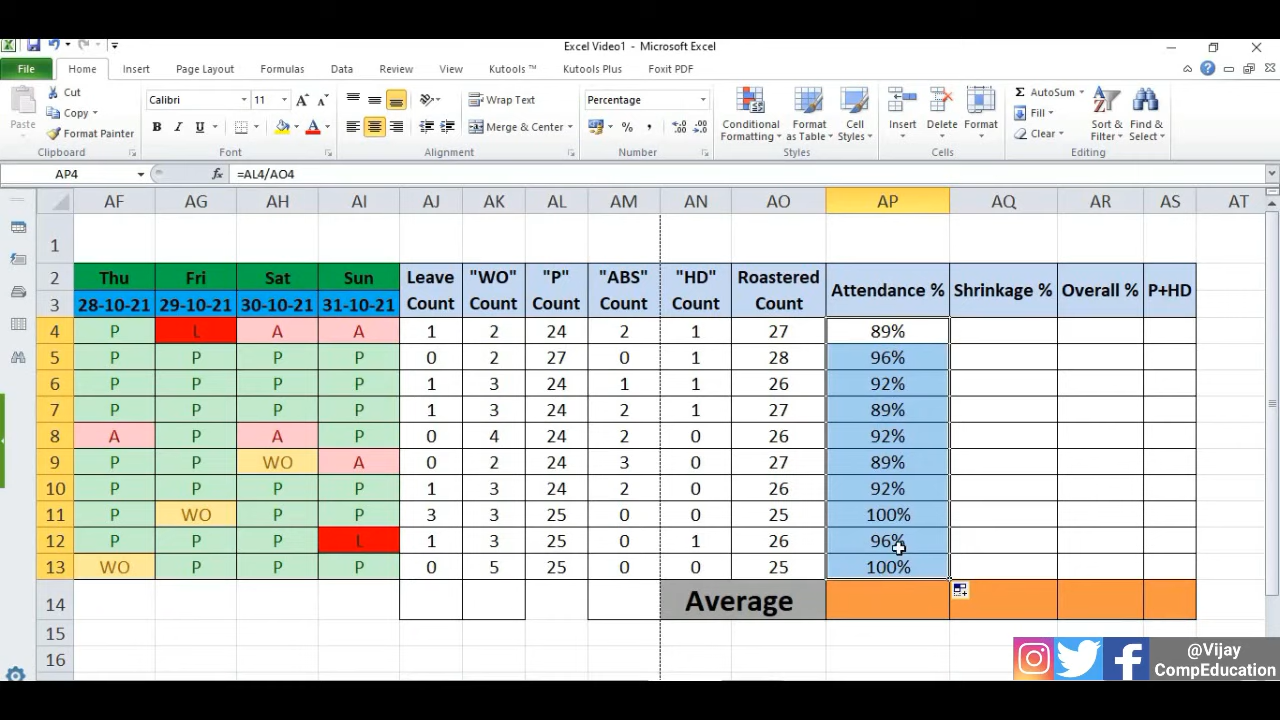 Excel Video1 - Microsoft Excel
File Home Insert Page Layout Formulas Data Review View Kutools ™ Kutools Plus Foxit PDF
Paste
Cut
Copy
Format Painter
Calibri 11
B I U
Wrap Text
Merge & Center
Percentage
Conditional Formatting
Format as Table
Cell Styles
Insert
Delete
Format
AutoSum
Fill
Clear
Sort & Filter
Find & Select
Clipboard Font Alignment Number Styles Cells Editing
AP4 fx =AL4/AO4
AF AG AH AI AJ AK AL AM AN AO AP AQ AR AS AT
1
2 Thu Fri Sat Sun Leave "WO" "P" "ABS" "HD" Roastered Attendance % Shrinkage % Overall % P+HD
3 28-10-21 29-10-21 30-10-21 31-10-21 Count Count Count Count Count Count
4 P L A A 1 2 24 2 1 27 89%
5 P P P P 0 2 27 0 1 28 96%
6 P P P P 1 3 24 1 1 26 92%
7 P P P P 1 3 24 2 1 27 89%
8 A P A P 0 4 24 2 0 26 92%
9 P P WO A 0 2 24 3 0 27 89%
10 P P P P 1 3 24 2 0 26 92%
11 P WO P P 3 3 25 0 0 25 100%
12 P P P L 1 3 25 0 1 26 96%
13 WO P P P 0 5 25 0 0 25 100%
14 Average
15
16
@Vijay
CompEducation